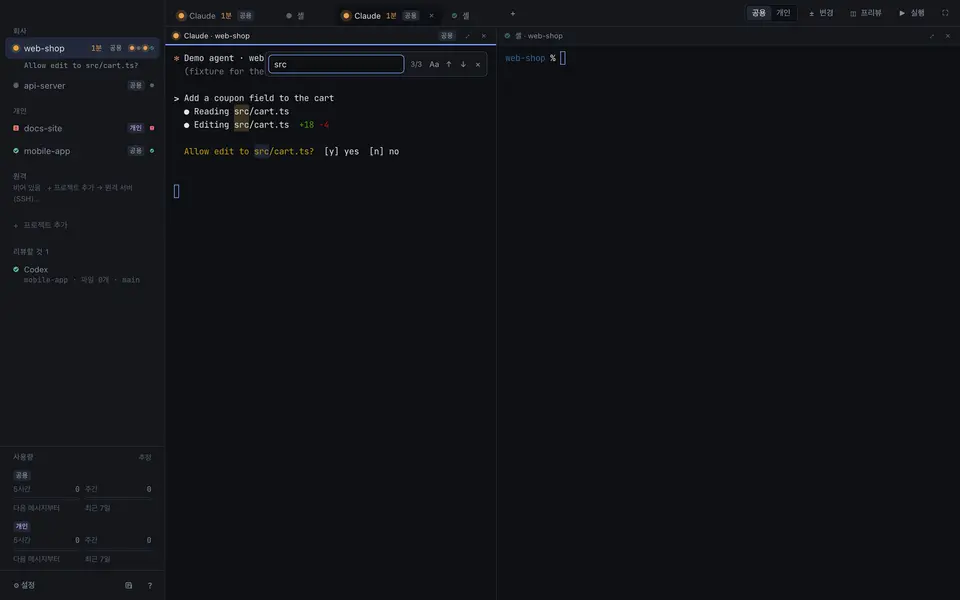 회사
web-shop 1분 공용
Allow edit to src/cart.ts?
api-server 공용
개인
docs-site 개인
mobile-app 공용
원격
비어 있음 + 프로젝트 추가 → 원격 서버
(SSH)...
+ 프로젝트 추가
리뷰할 것 1
Codex
mobile-app · 파일 0개 · main
사용량 추정
공용
5시간 0 주간 0
다음 메시지부터 최근 7일
개인
5시간 0 주간 0
다음 메시지부터 최근 7일
설정 ?
Claude 1분 공용 셸 Claude 1분 공용 × 셸 +
공용 개인 ± 변경 프리뷰 ▶ 실행
Claude · web-shop 공용 ×
Demo agent · web
(fixture for the
src 3/3 Aa ↑ ↓ ×
> Add a coupon field to the cart
● Reading src/cart.ts
● Editing src/cart.ts +18 -4
Allow edit to src/cart.ts? [y] yes [n] no
셸 · web-shop ×
web-shop %